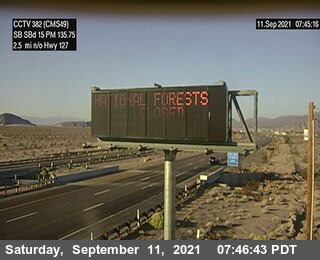 CCTV 382 (CMS49)
SB SBd 15 PM 135.75
2.5 mi n/o Hwy 127
11.Sep 2021 07:45:16
NATIONAL FORESTS
Saturday, September 11, 2021 07:46:43 PDT